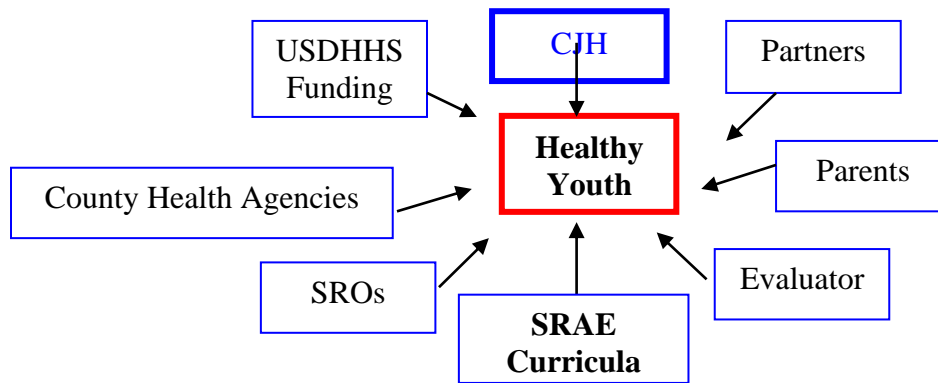 USDHHS
Funding
CJH
Partners
Healthy
Youth
County Health Agencies
Parents
SROs
SRAE
Curricula
Evaluator